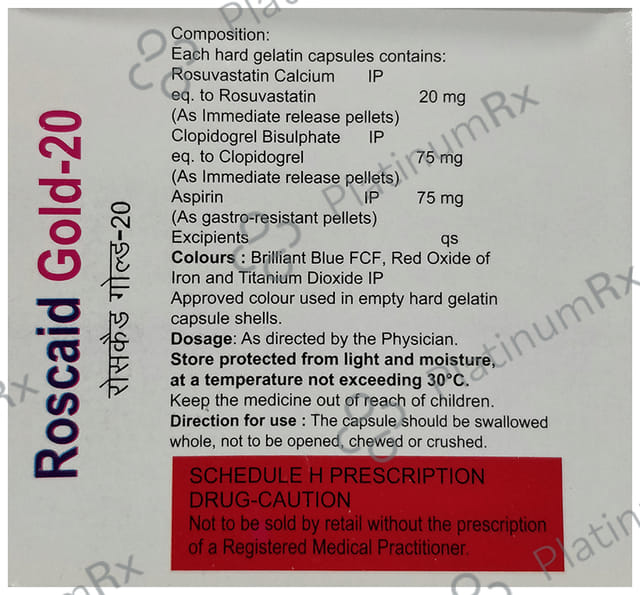 Roscaid Gold-20
रोसकैड गोल्ड-20
Composition:
Each hard gelatin capsules contains:
Rosuvastatin Calcium IP
eq. to Rosuvastatin 20 mg
(As Immediate release pellets)
Clopidogrel Bisulphate IP
eq. to Clopidogrel 75 mg
(As Immediate release pellets)
Aspirin IP 75 mg
(As gastro-resistant pellets)
Excipients qs
Colours : Brilliant Blue FCF, Red Oxide of
Iron and Titanium Dioxide IP
Approved colour used in empty hard gelatin
capsule shells.
Dosage: As directed by the Physician.
Store protected from light and moisture,
at a temperature not exceeding 30°C.
Keep the medicine out of reach of children.
Direction for use : The capsule should be swallowed
whole, not to be opened, chewed or crushed.
SCHEDULE H PRESCRIPTION
DRUG-CAUTION
Not to be sold by retail without the prescription
of a Registered Medical Practitioner.
PlatinumRx
PlatinumRx
PlatinumRx
PlatinumRx